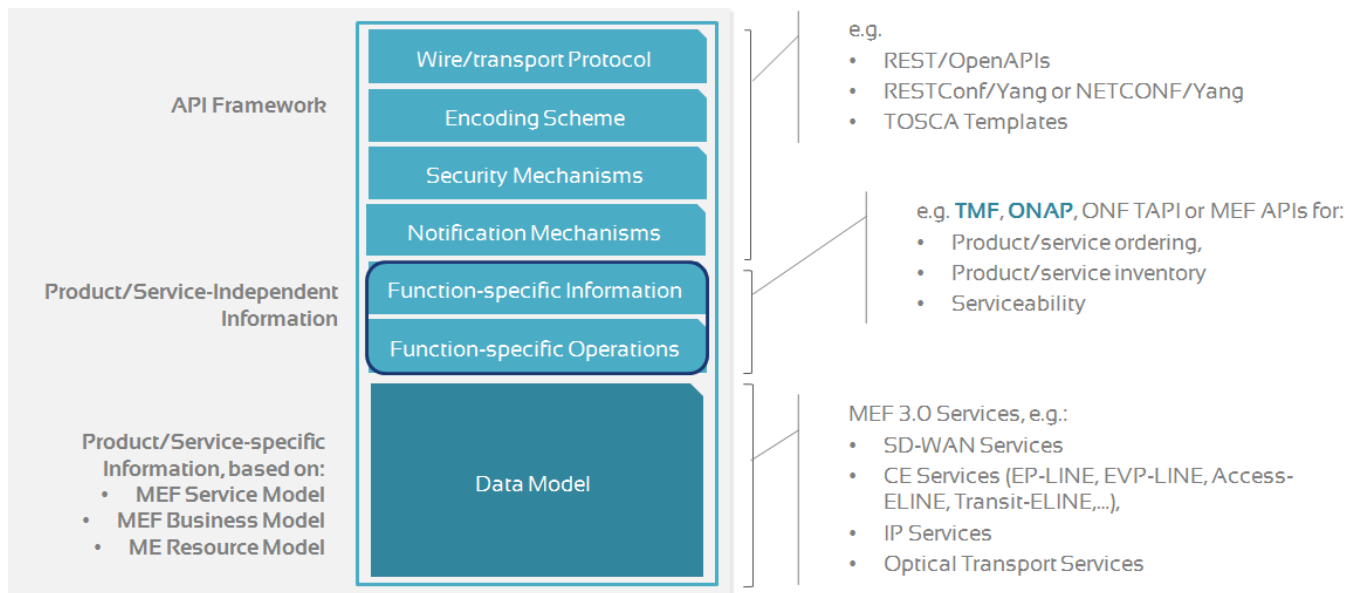 API Framework
Wire/transport Protocol
Encoding Scheme
Security Mechanisms
Notification Mechanisms
e.g.
• REST/OpenAPIs
• RESTConf/Yang or NETCONF/Yang
• TOSCA Templates
Product/Service-Independent
Information
Function-specific Information
Function-specific Operations
e.g. TMF, ONAP, ONF TAPI or MEF APIs for:
• Product/service ordering,
• Product/service inventory
• Serviceability
Product/Service-specific
Information, based on:
• MEF Service Model
• MEF Business Model
• ME Resource Model
Data Model
MEF 3.0 Services, e.g.:
• SD-WAN Services
• CE Services (EP-LINE, EVP-LINE, Access-
ELINE, Transit-ELINE,...),
• IP Services
• Optical Transport Services